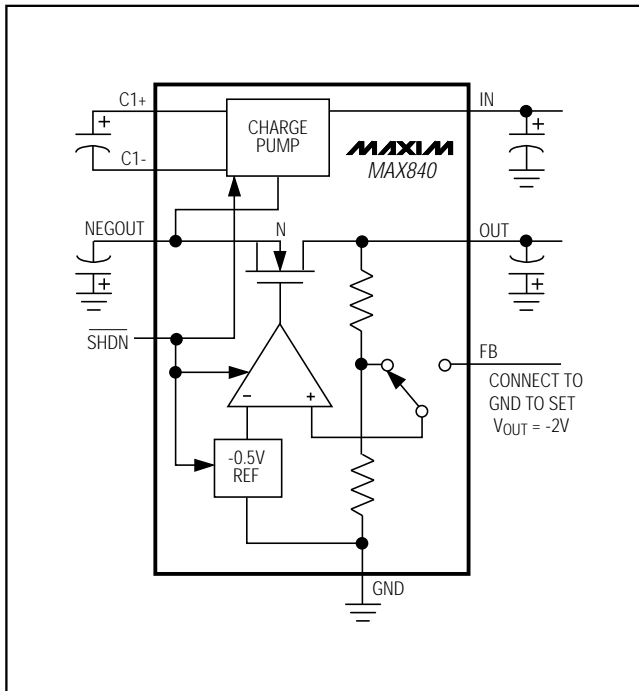 C1+
IN
+
+
CHARGE
PUMP
MAXIM
MAX840
C1-
NEGOUT
N
OUT
+
+
SHDN
FB
CONNECT TO
GND TO SET
VOUT = -2V
–
+
-0.5V
REF
GND